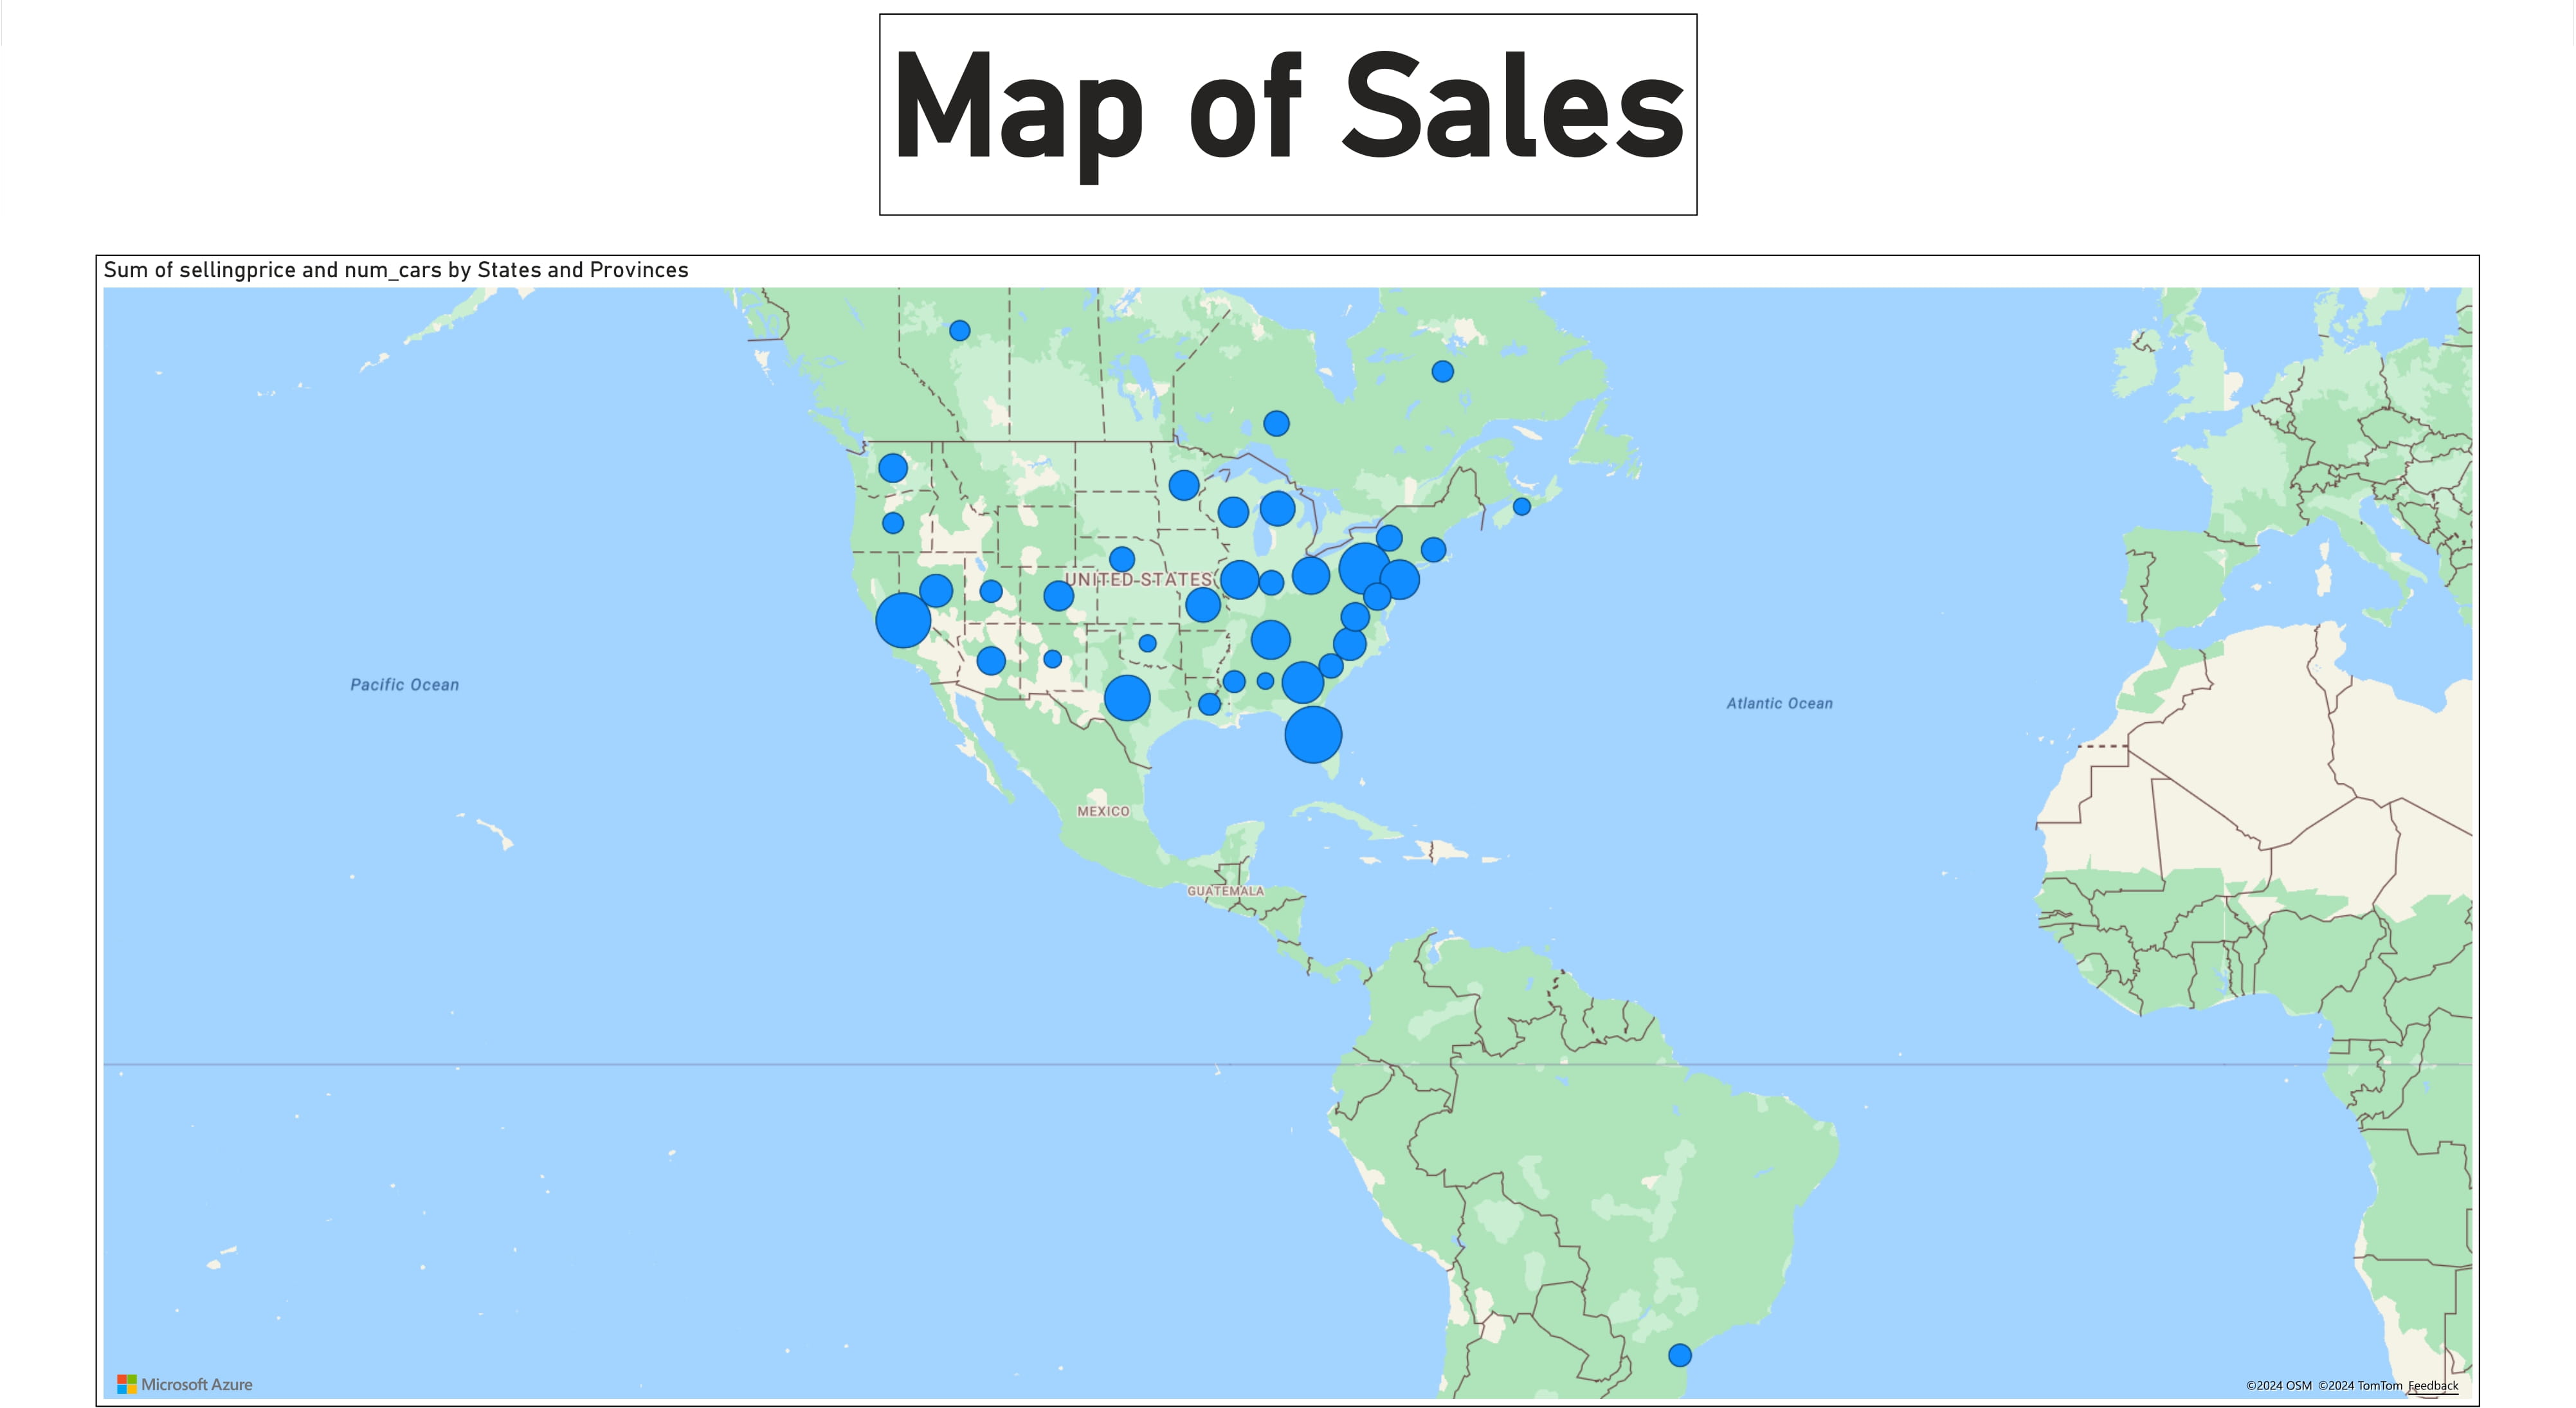 Map of Sales
Sum of sellingprice and num_cars by States and Provinces
UNITED STATES
Pacific Ocean
Atlantic Ocean
MEXICO
GUATEMALA
Microsoft Azure
©2024 OSM ©2024 TomTom Feedback